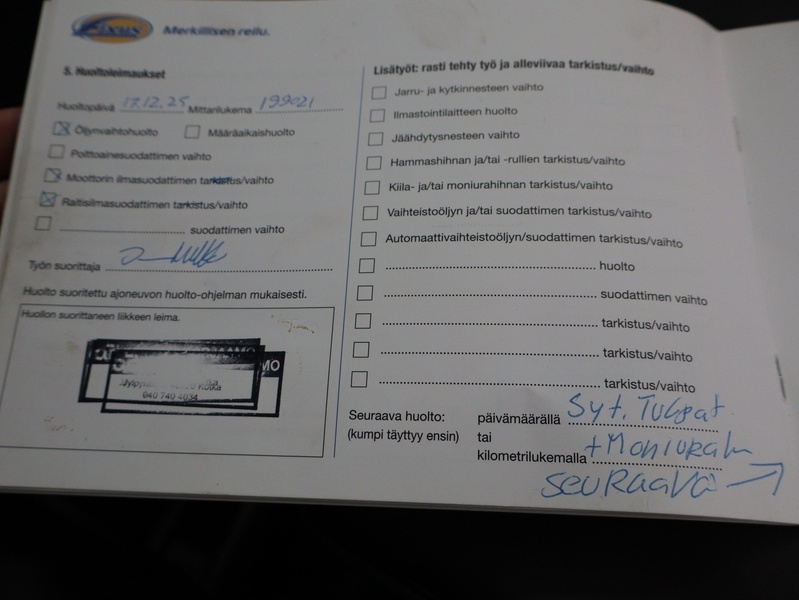 Fixus Merkillisen reilu.
5. Huoltoleimaukset
Huoltopäivä 17.12.25 Mittarilukema 199021
Öljynvaihtohuolto Määräaikaishuolto
Polttoainesuodattimen vaihto
Moottorin ilmasuodattimen tarkistus/vaihto
Raitisilmasuodattimen tarkistus/vaihto
suodattimen vaihto
Työn suorittaja
Huolto suoritettu ajoneuvon huolto-ohjelman mukaisesti.
Huollon suorittaneen liikkeen leima.
040 740 4034
Lisätyöt: rasti tehty työ ja alleviivaa tarkistus/vaihto
Jarru- ja kytkinnesteen vaihto
Ilmastointilaitteen huolto
Jäähdytysnesteen vaihto
Hammashihnan ja/tai -rullien tarkistus/vaihto
Kiila- ja/tai moniurahihnan tarkistus/vaihto
Vaihteistoöljyn ja/tai suodattimen tarkistus/vaihto
Automaattivaihteistoöljyn/suodattimen tarkistus/vaihto
huolto
suodattimen vaihto
tarkistus/vaihto
tarkistus/vaihto
tarkistus/vaihto
Seuraava huolto: päivämäärällä Syt. Tulpat
(kumpi täyttyy ensin) tai
kilometrilukemalla + Moniurah
seuraava →